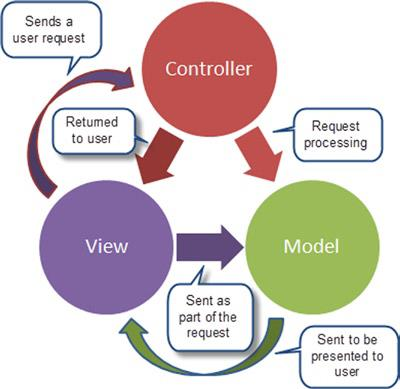 Sends a
user request
Controller
Returned
to user
Request
processing
View
Model
Sent as
part of the
request
Sent to be
presented to
user